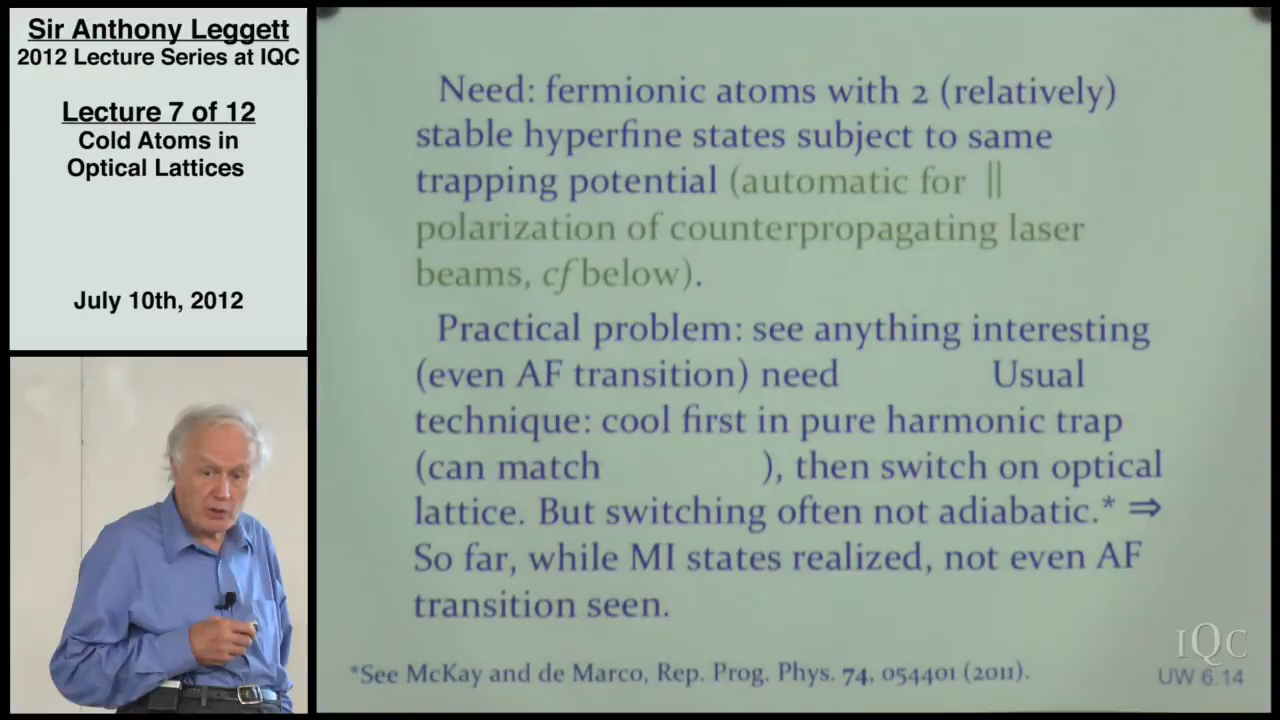 Sir Anthony Leggett
2012 Lecture Series at IQC
Lecture 7 of 12
Cold Atoms in
Optical Lattices
July 10th, 2012
Need: fermionic atoms with 2 (relatively)
stable hyperfine states subject to same
trapping potential (automatic for ||
polarization of counterpropagating laser
beams, cf below).
Practical problem: see anything interesting
(even AF transition) need Usual
technique: cool first in pure harmonic trap
(can match ), then switch on optical
lattice. But switching often not adiabatic.* ⇒
So far, while MI states realized, not even AF
transition seen.
*See McKay and de Marco, Rep. Prog. Phys. 74, 054401 (2011).
IQC
UW 6.14